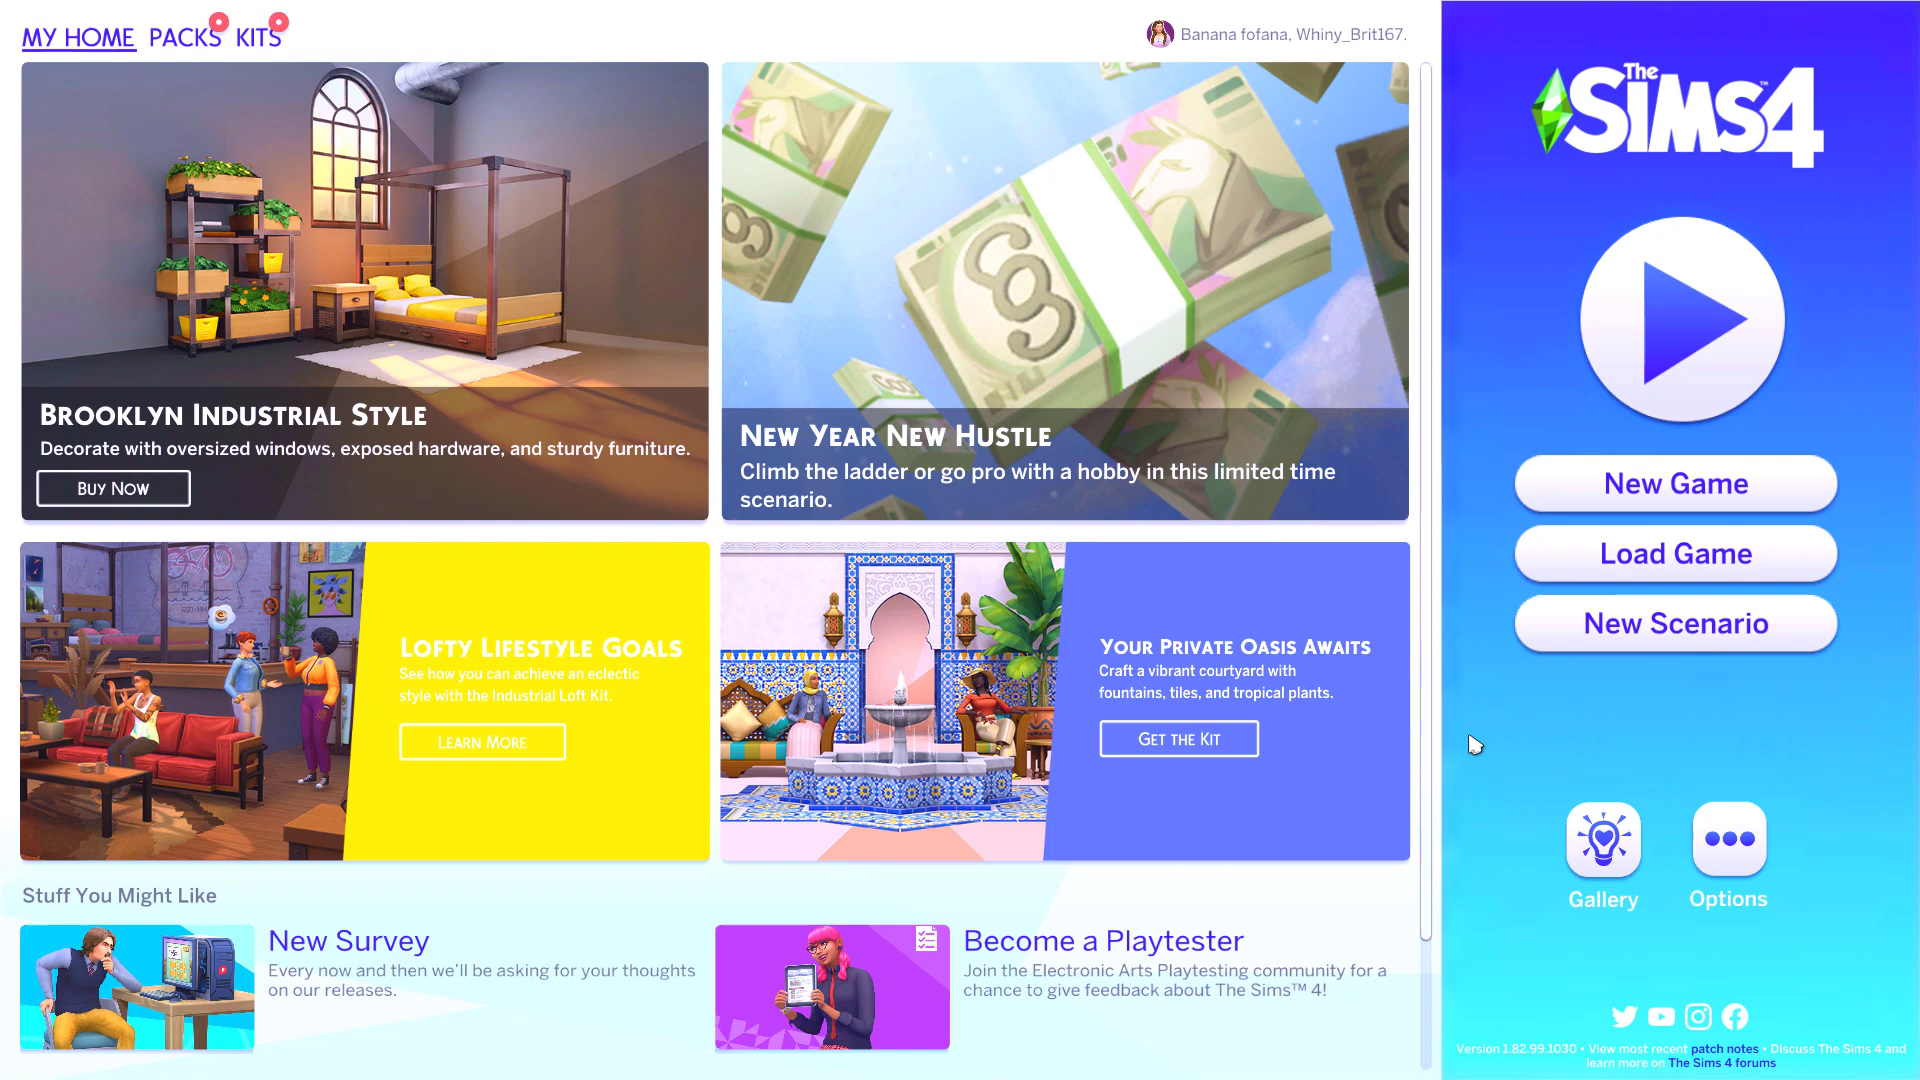 MY HOME PACKS KITS
Banana fofana, Whiny_Brit167.
BROOKLYN INDUSTRIAL STYLE
Decorate with oversized windows, exposed hardware, and sturdy furniture.
BUY NOW
NEW YEAR NEW HUSTLE
Climb the ladder or go pro with a hobby in this limited time
scenario.
LOFTY LIFESTYLE GOALS
See how you can achieve an eclectic
style with the Industrial Loft Kit.
LEARN MORE
YOUR PRIVATE OASIS AWAITS
Craft a vibrant courtyard with
fountains, tiles, and tropical plants.
GET THE KIT
Stuff You Might Like
New Survey
Every now and then we'll be asking for your thoughts
on our releases.
Become a Playtester
Join the Electronic Arts Playtesting community for a
chance to give feedback about The Sims™ 4!
The SIMS 4™
New Game
Load Game
New Scenario
Gallery
Options
Version 1.82.99.1030 • View most recent patch notes • Discuss The Sims 4 and
learn more on The Sims 4 forums